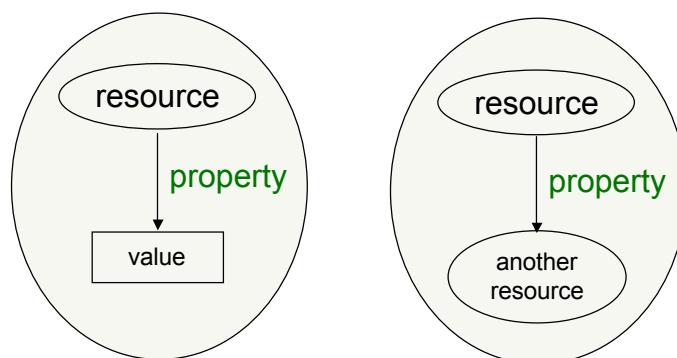 resource
property
value
resource
property
another
resource